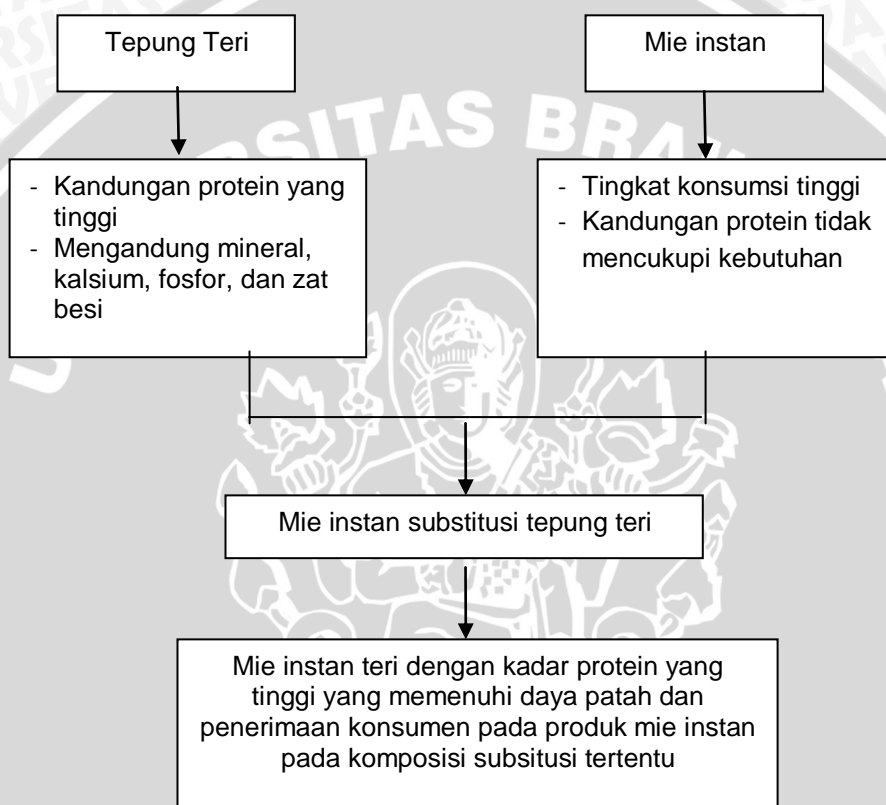 Tepung Teri
Mie instan
- Kandungan protein yang
tinggi
- Mengandung mineral,
kalsium, fosfor, dan zat
besi
- Tingkat konsumsi tinggi
- Kandungan protein tidak
mencukupi kebutuhan
Mie instan substitusi tepung teri
Mie instan teri dengan kadar protein yang
tinggi yang memenuhi daya patah dan
penerimaan konsumen pada produk mie instan
pada komposisi subsitusi tertentu